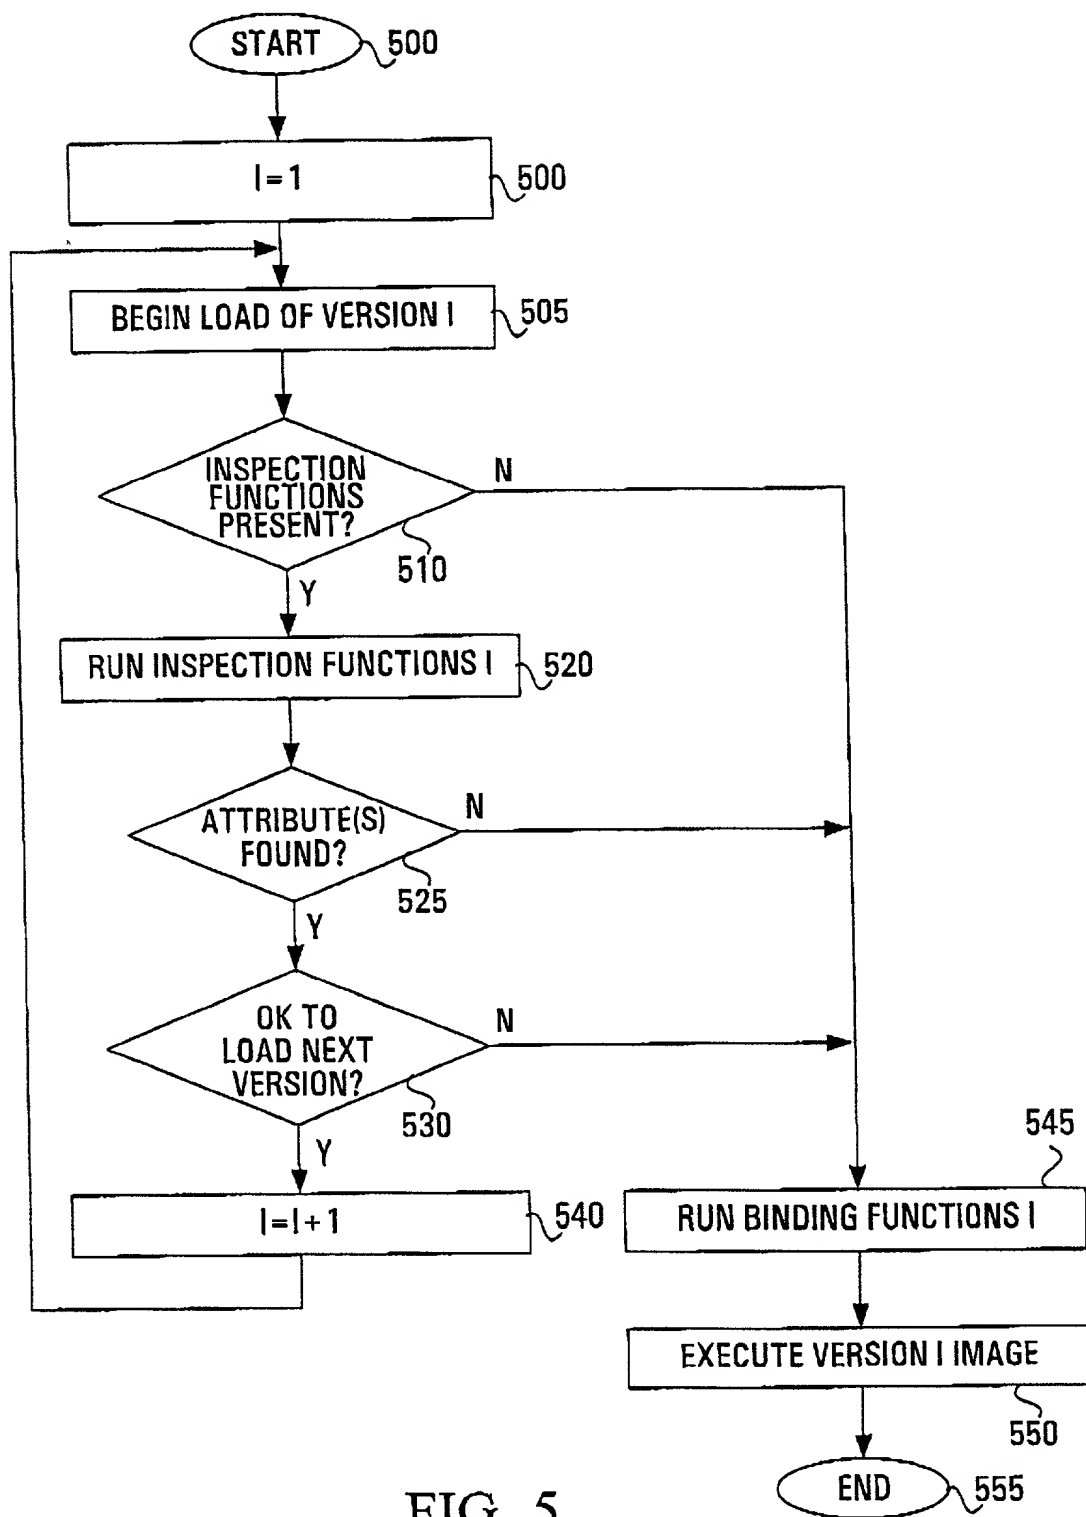 START
500
I=1
500
BEGIN LOAD OF VERSION I
505
INSPECTION
FUNCTIONS
PRESENT?
N
510
Y
RUN INSPECTION FUNCTIONS I
520
ATTRIBUTE(S)
FOUND?
N
525
Y
OK TO
LOAD NEXT
VERSION?
N
530
Y
I=I+1
540
545
RUN BINDING FUNCTIONS I
EXECUTE VERSION I IMAGE
550
END
555
FIG. 5